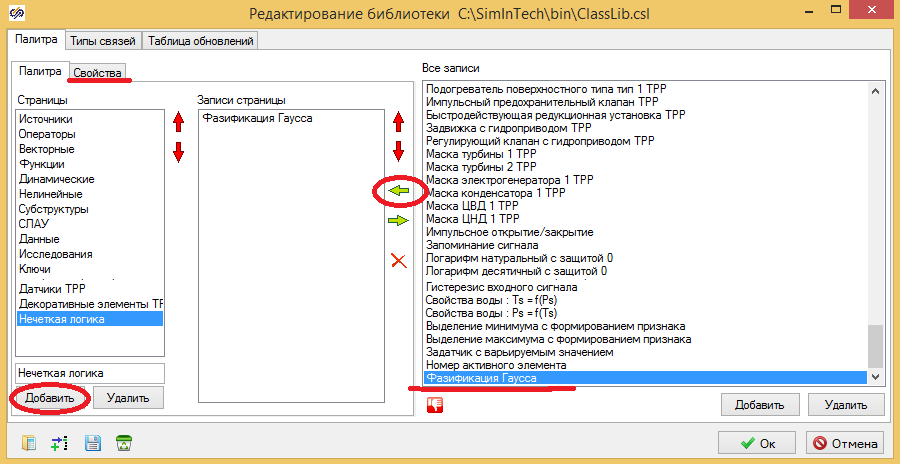 Редактирование библиотеки C:\SimInTech\bin\ClassLib.csl
Палитра
Типы связей
Таблица обновлений
Палитра
Свойства
Страницы
Источники
Операторы
Векторные
Функции
Динамические
Нелинейные
Субструктуры
СЛАУ
Данные
Исследования
Ключи
Датчики ТРР
Декоративные элементы ТР
Нечеткая логика
Нечеткая логика
Добавить
Удалить
Записи страницы
Фазификация Гаусса
Все записи
Подогреватель поверхностного типа тип 1 ТРР
Импульсный предохранительный клапан ТРР
Быстродействующая редукционная установка ТРР
Задвижка с гидроприводом ТРР
Регулирующий клапан с гидроприводом ТРР
Маска турбины 1 ТРР
Маска турбины 2 ТРР
Маска электрогенератора 1 ТРР
Маска конденсатора 1 ТРР
Маска ЦВД 1 ТРР
Маска ЦНД 1 ТРР
Импульсное открытие/закрытие
Запоминание сигнала
Логарифм натуральный с защитой 0
Логарифм десятичный с защитой 0
Гистерезис входного сигнала
Свойства воды : Ts = f(Ps)
Свойства воды : Ps = f(Ts)
Выделение минимума с формированием признака
Выделение максимума с формированием признака
Задатчик с варьируемым значением
Номер активного элемента
Фазификация Гаусса
Добавить
Удалить
Ок
Отмена